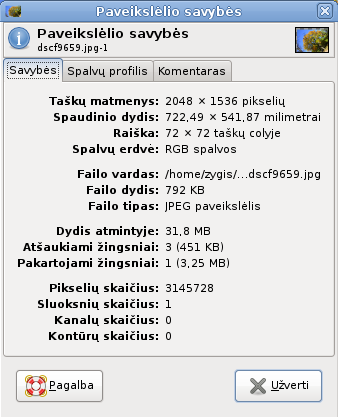 Paveikslėlio savybės
Paveikslėlio savybės
dscf9659.jpg-1
Savybės Spalvų profilis Komentaras
Taškų matmenys: 2048 × 1536 pikselių
Spaudinio dydis: 722,49 × 541,87 milimetrai
Raiška: 72 × 72 taškų colyje
Spalvų erdvė: RGB spalvos
Failo vardas: /home/zygis/...dscf9659.jpg
Failo dydis: 792 KB
Failo tipas: JPEG paveikslėlis
Dydis atmintyje: 31,8 MB
Atšaukiami žingsniai: 3 (451 KB)
Pakartojami žingsniai: 1 (3,25 MB)
Pikselių skaičius: 3145728
Sluoksnių skaičius: 1
Kanalų skaičius: 0
Kontūrų skaičius: 0
Pagalba Užverti